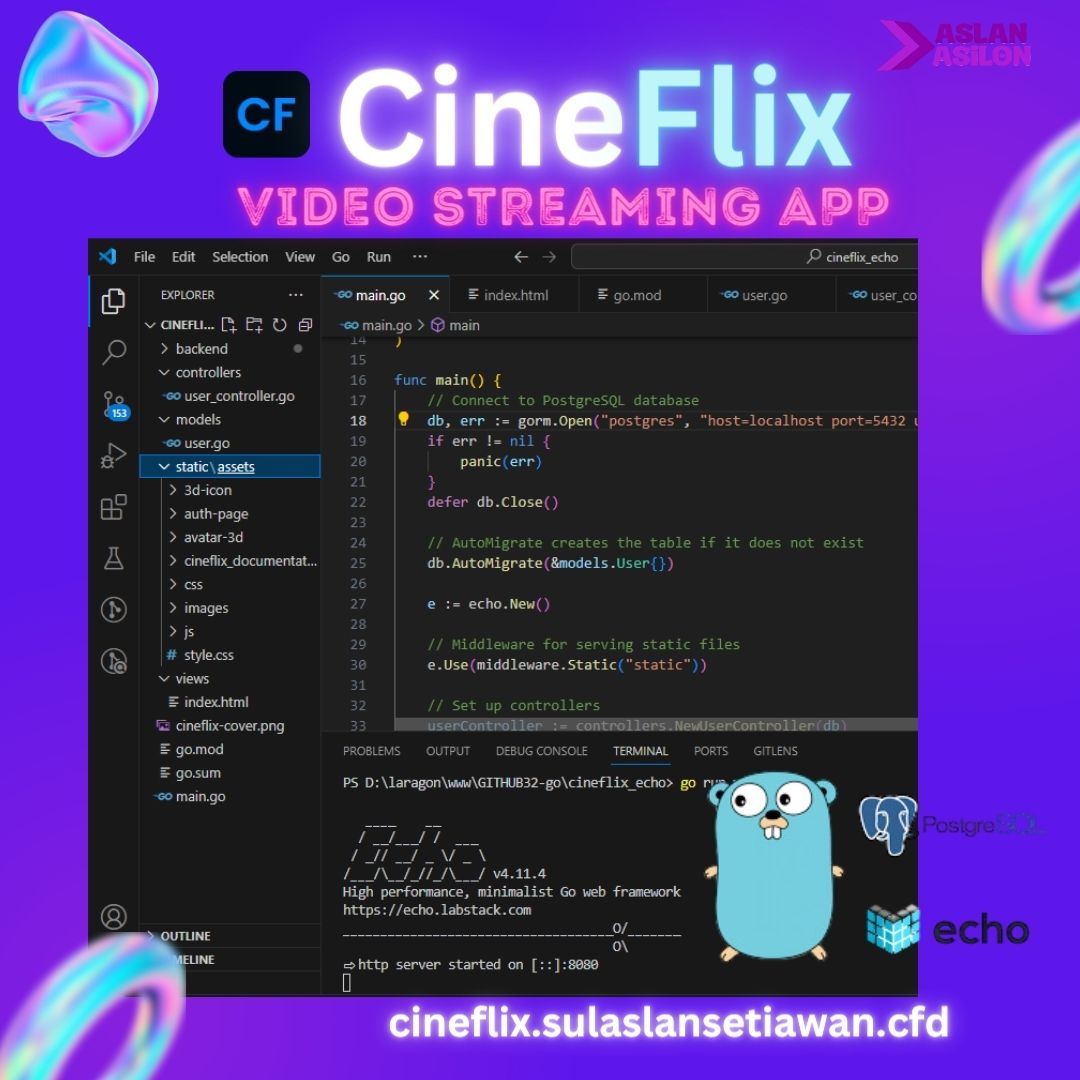 ASLAN
ASILON
CF
CineFlix
VIDEO STREAMING APP
File Edit Selection View Go Run ···
cineflix_echo
EXPLORER ···
main.go index.html go.mod user.go user_co
CINEFLI...
main.go > main
backend
controllers
user_controller.go
models
user.go
static\assets
3d-icon
auth-page
avatar-3d
cineflix_documentat...
css
images
js
style.css
views
index.html
cineflix-cover.png
go.mod
go.sum
main.go
OUTLINE
MELINE
153
14 )
15
16 func main() {
17 // Connect to PostgreSQL database
18 db, err := gorm.Open("postgres", "host=localhost port=5432 u
19 if err != nil {
20 panic(err)
21 }
22 defer db.Close()
23
24 // AutoMigrate creates the table if it does not exist
25 db.AutoMigrate(&models.User{})
26
27 e := echo.New()
28
29 // Middleware for serving static files
30 e.Use(middleware.Static("static"))
31
32 // Set up controllers
33 userController := controllers.NewUserController(db)
PROBLEMS OUTPUT DEBUG CONSOLE TERMINAL PORTS GITLENS
PS D:\laragon\www\GITHUB32-go\cineflix_echo> go run
Echo
v4.11.4
High performance, minimalist Go web framework
https://echo.labstack.com
____________________________________O/_______
O\
⇨ http server started on [::]:8080
PostgreSQL
echo
cineflix.sulaslansetiawan.cfd